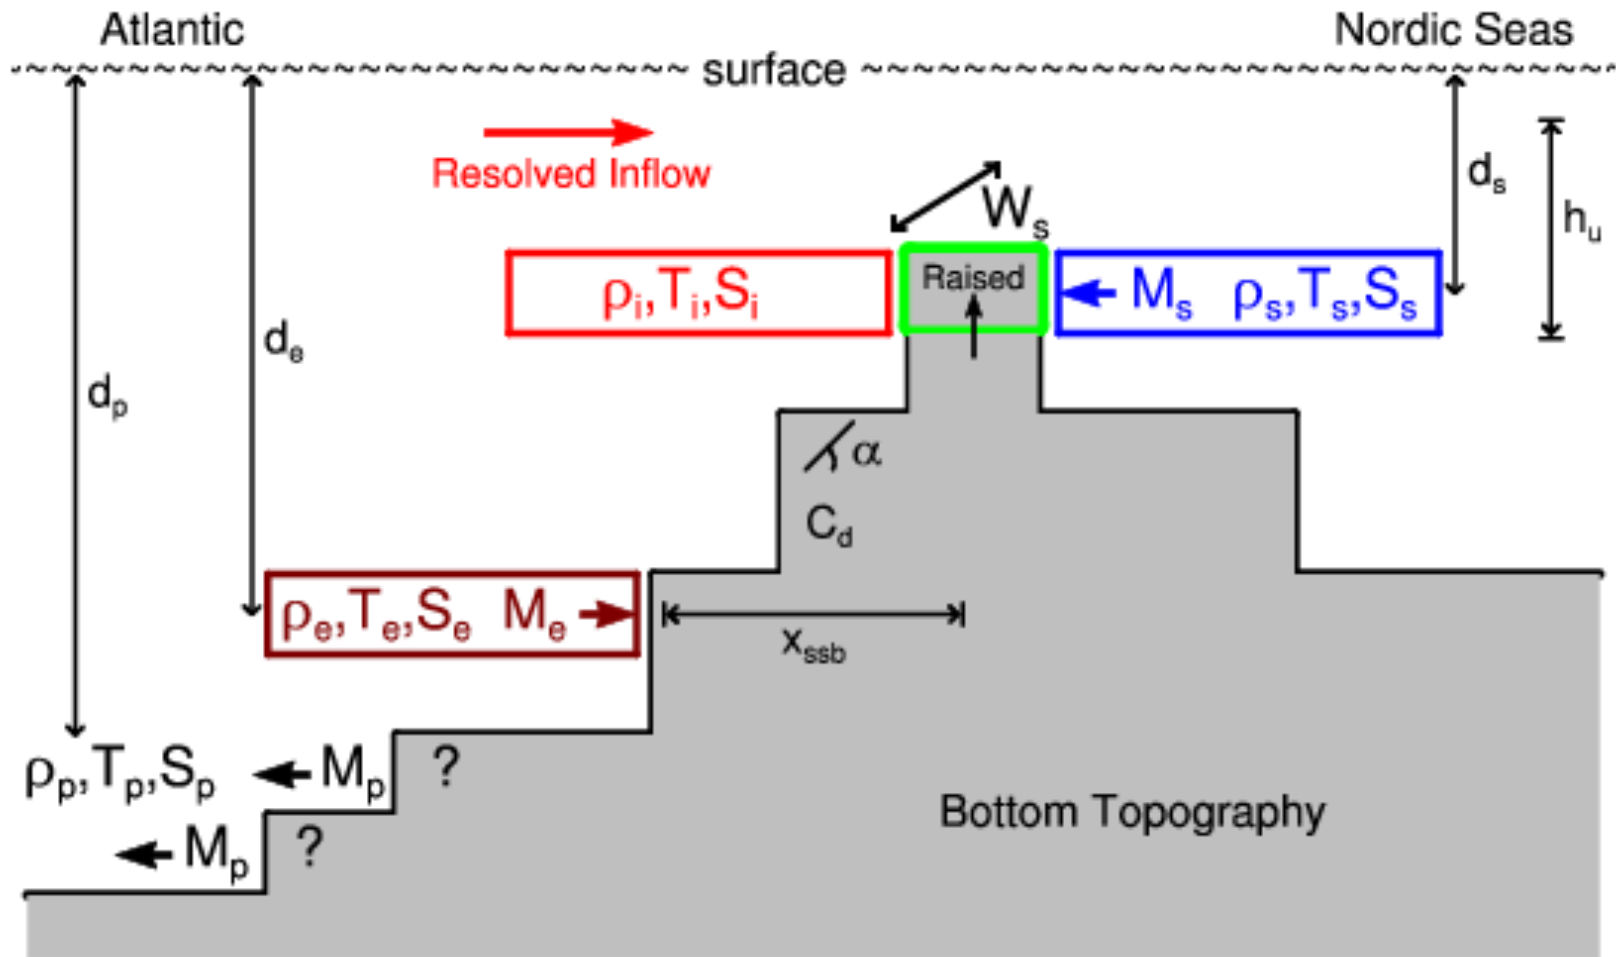 Atlantic
Nordic Seas
surface
Resolved Inflow
d_s
W_s
h_u
Raised
ρ_i,T_i,S_i
M_s ρ_s,T_s,S_s
d_e
d_p
α
C_d
ρ_e,T_e,S_e M_e
x_ssb
ρ_p,T_p,S_p M_p ?
Bottom Topography
M_p ?